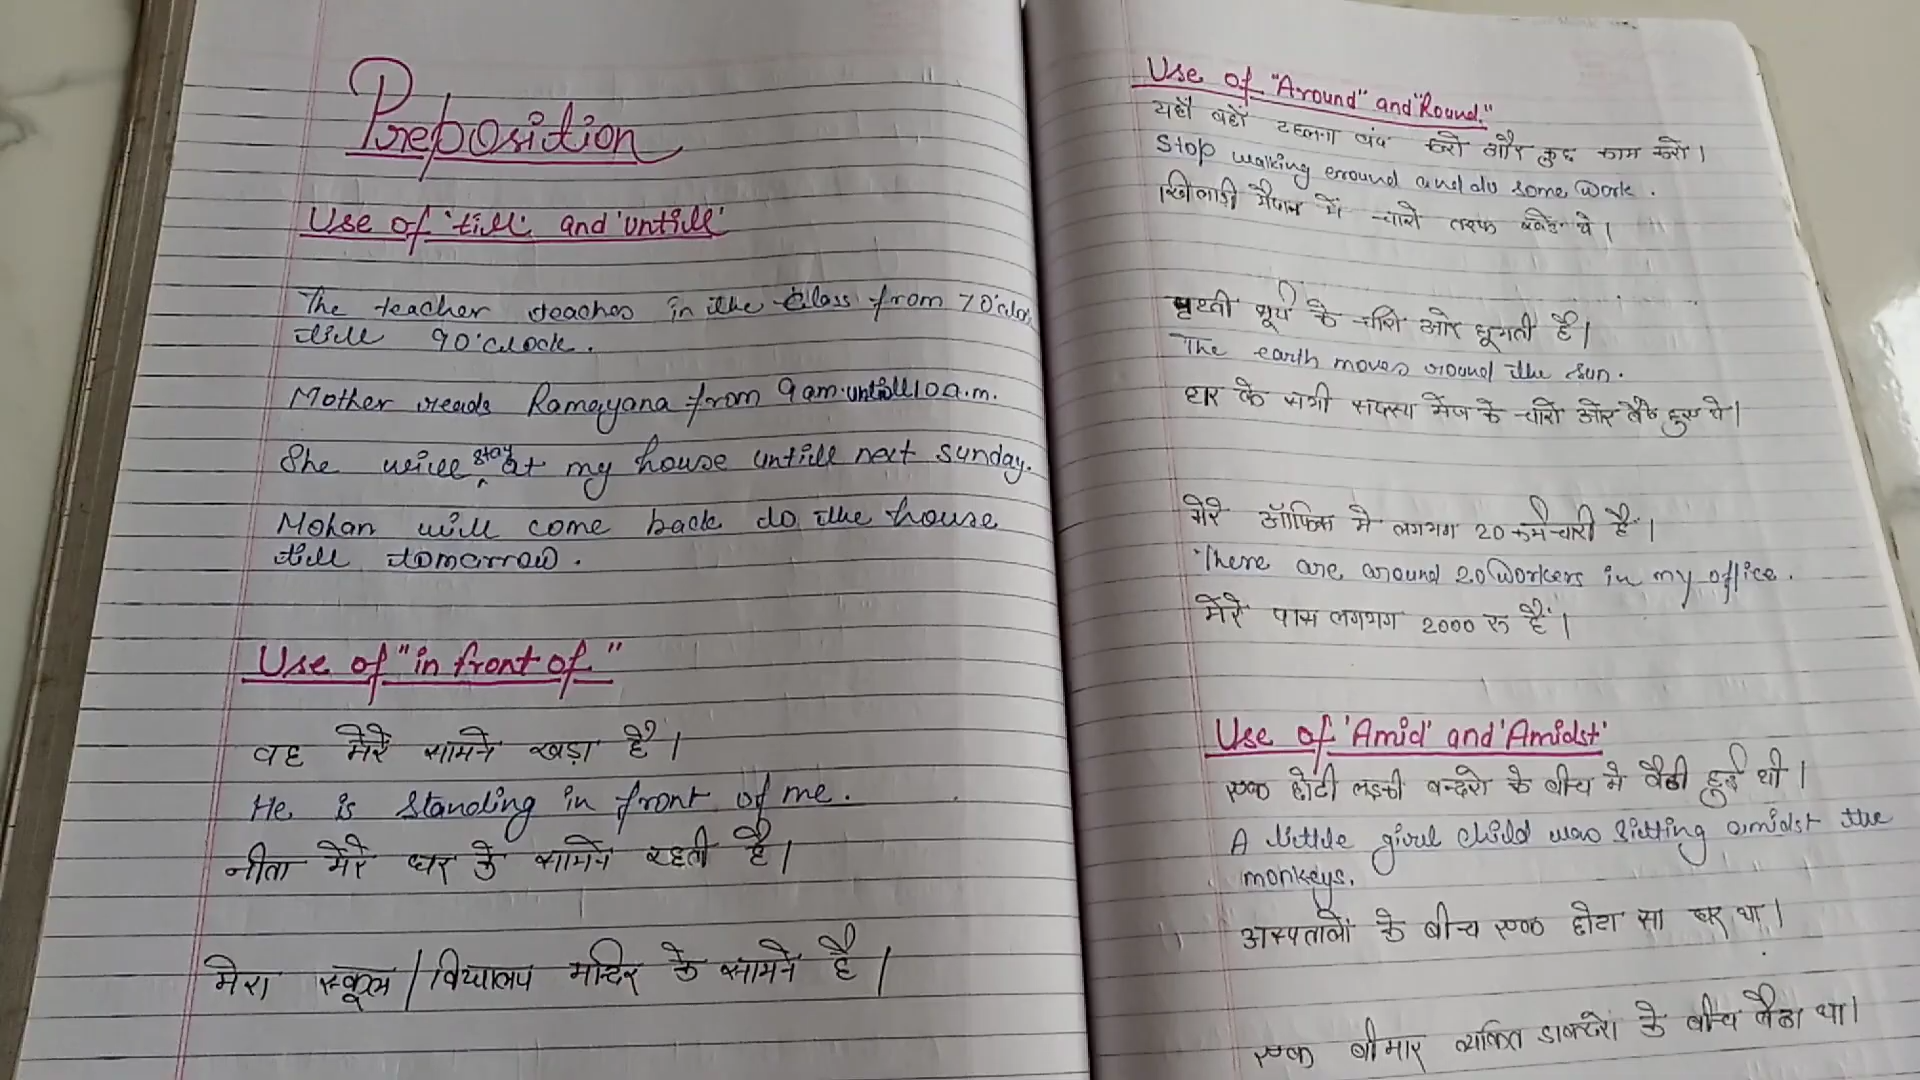 Preposition
Use of 'till' and 'untill'
The teacher teaches in the class from 7 O'cloc
till 9 O'clock.
Mother reads Ramayana from 9 am. untill 10 a.m.
She will stay at my house untill next sunday.
Mohan will come back to the house
till tomorrow.
Use of "in front of"
वह मेरे सामने खड़ा है।
He is standing in front of me.
नीता मेरे घर के सामने रहती है।
मेरा स्कूल / विद्यालय मन्दिर के सामने है।
Use of "Around" and "Round"
यहाँ वहाँ टहलना बंद करो और कुछ काम करो।
Stop walking erround and do some work.
खिलाड़ी मैदान में चारो तरफ खड़े थे।
पृथ्वी सूर्य के चारो ओर घूमती है।
The earth moves round the sun.
घर के सभी सदस्य मेज के चारो ओर बैठे हुए थे।
मेरे ऑफिस मे लगभग 20 कर्मचारी है।
There are around 20 workers in my office.
मेरे पास लगभग 2000 रु है।
Use of 'Amid' and 'Amidst'
एक छोटी लड़की बन्दरो के बीच मे बैठी हुई थी।
A little girl child was sitting amidst the
monkeys.
अस्पतालों के बीच एक छोटा सा घर था।
एक बीमार व्यक्ति डाक्टरो के बीच बैठा था।